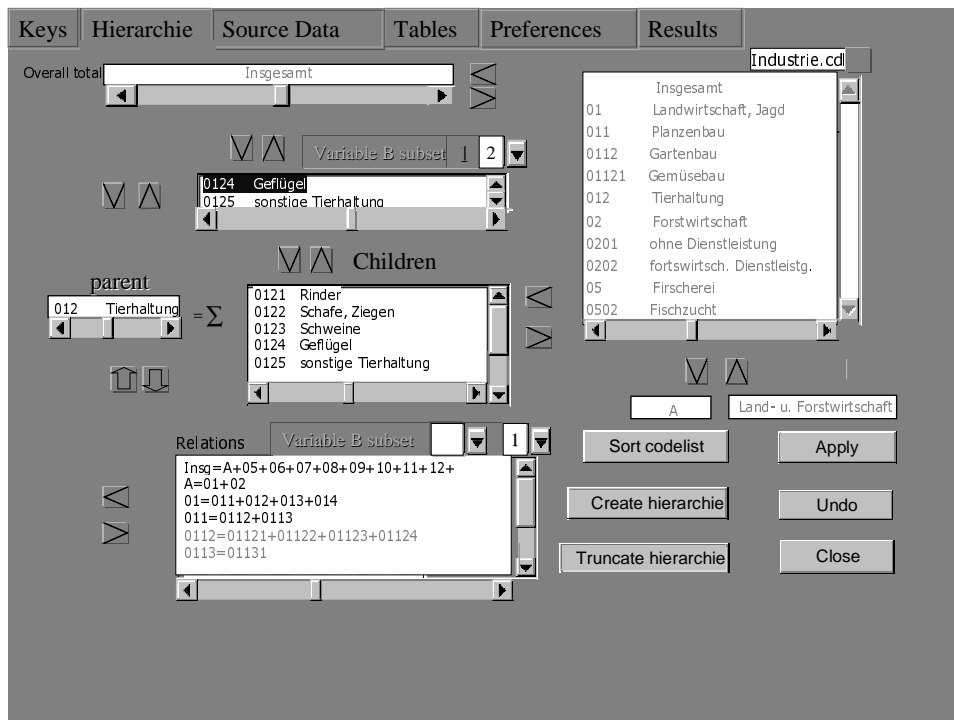 Keys Hierarchie Source Data Tables Preferences Results
Industrie.cdl
Overall total Insgesamt
Variable B subset 1 2
0124 Geflügel
0125 sonstige Tierhaltung
Children
parent
012 Tierhaltung
=Σ
0121 Rinder
0122 Schafe, Ziegen
0123 Schweine
0124 Geflügel
0125 sonstige Tierhaltung
Insgesamt
01 Landwirtschaft, Jagd
011 Planzenbau
0112 Gartenbau
01121 Gemüsebau
012 Tierhaltung
02 Forstwirtschaft
0201 ohne Dienstleistung
0202 fortswirtsch. Dienstleistg.
05 Firscherei
0502 Fischzucht
A Land- u. Forstwirtschaft
Relations Variable B subset 1
Insg=A+05+06+07+08+09+10+11+12+
A=01+02
01=011+012+013+014
011=0112+0113
0112=01121+01122+01123+01124
0113=01131
Sort codelist Apply
Create hierarchie Undo
Truncate hierarchie Close